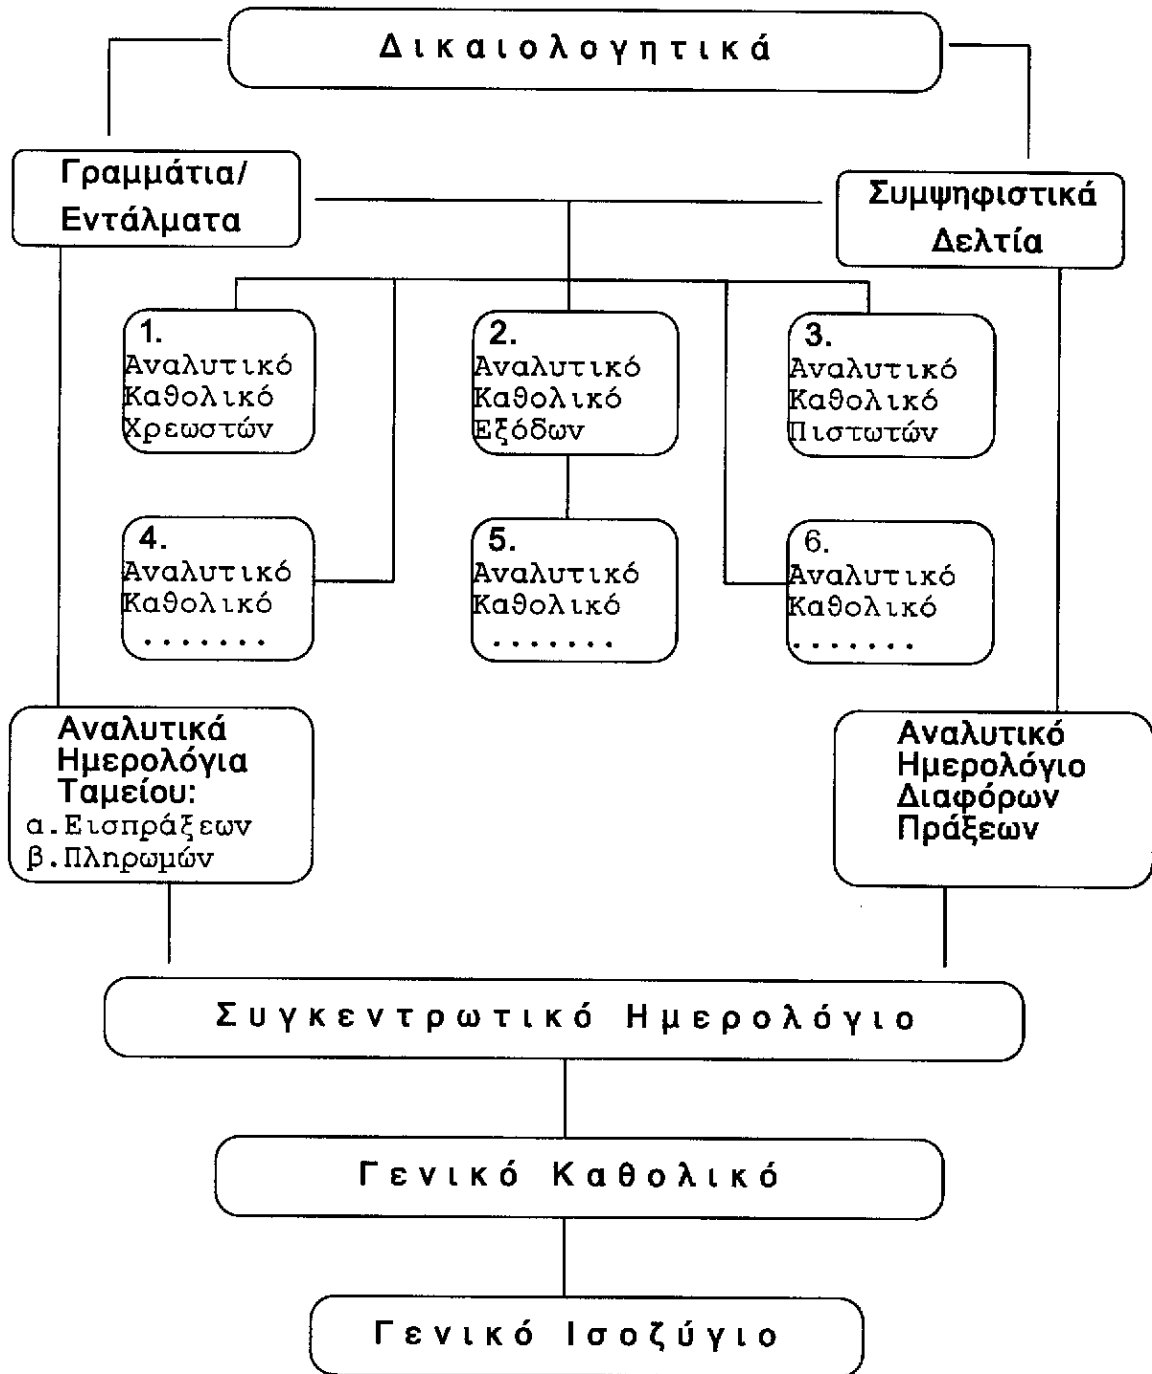 Δικαιολογητικά
Γραμμάτια/
Εντάλματα
Συμψηφιστικά
Δελτία
1.
Αναλυτικό
Καθολικό
Χρεωστών
2.
Αναλυτικό
Καθολικό
Εξόδων
3.
Αναλυτικό
Καθολικό
Πιστωτών
4.
Αναλυτικό
Καθολικό
.......
5.
Αναλυτικό
Καθολικό
.......
6.
Αναλυτικό
Καθολικό
.......
Αναλυτικά
Ημερολόγια
Ταμείου:
α.Εισπράξεων
β.Πληρωμών
Αναλυτικό
Ημερολόγιο
Διαφόρων
Πράξεων
Συγκεντρωτικό Ημερολόγιο
Γενικό Καθολικό
Γενικό Ισοζύγιο